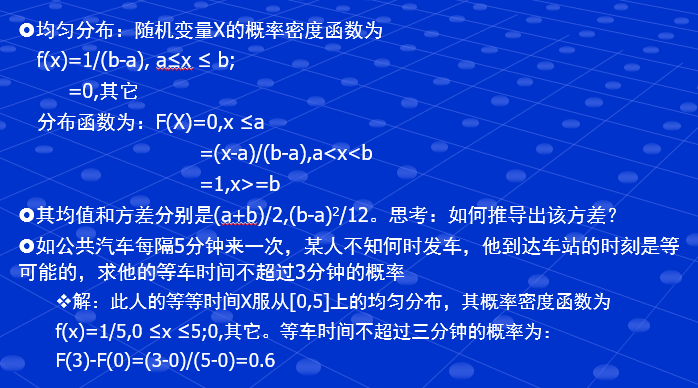 均匀分布：随机变量X的概率密度函数为
f(x)=1/(b-a), a≤x ≤ b;
=0,其它
分布函数为：F(X)=0,x ≤a
=(x-a)/(b-a),a<x<b
=1,x>=b
其均值和方差分别是(a+b)/2,(b-a)²/12。思考：如何推导出该方差？
如公共汽车每隔5分钟来一次，某人不知何时发车，他到达车站的时刻是等
可能的，求他的等车时间不超过3分钟的概率
❖解：此人的等等时间X服从[0,5]上的均匀分布，其概率密度函数为
f(x)=1/5,0 ≤x ≤5;0,其它。等车时间不超过三分钟的概率为：
F(3)-F(0)=(3-0)/(5-0)=0.6